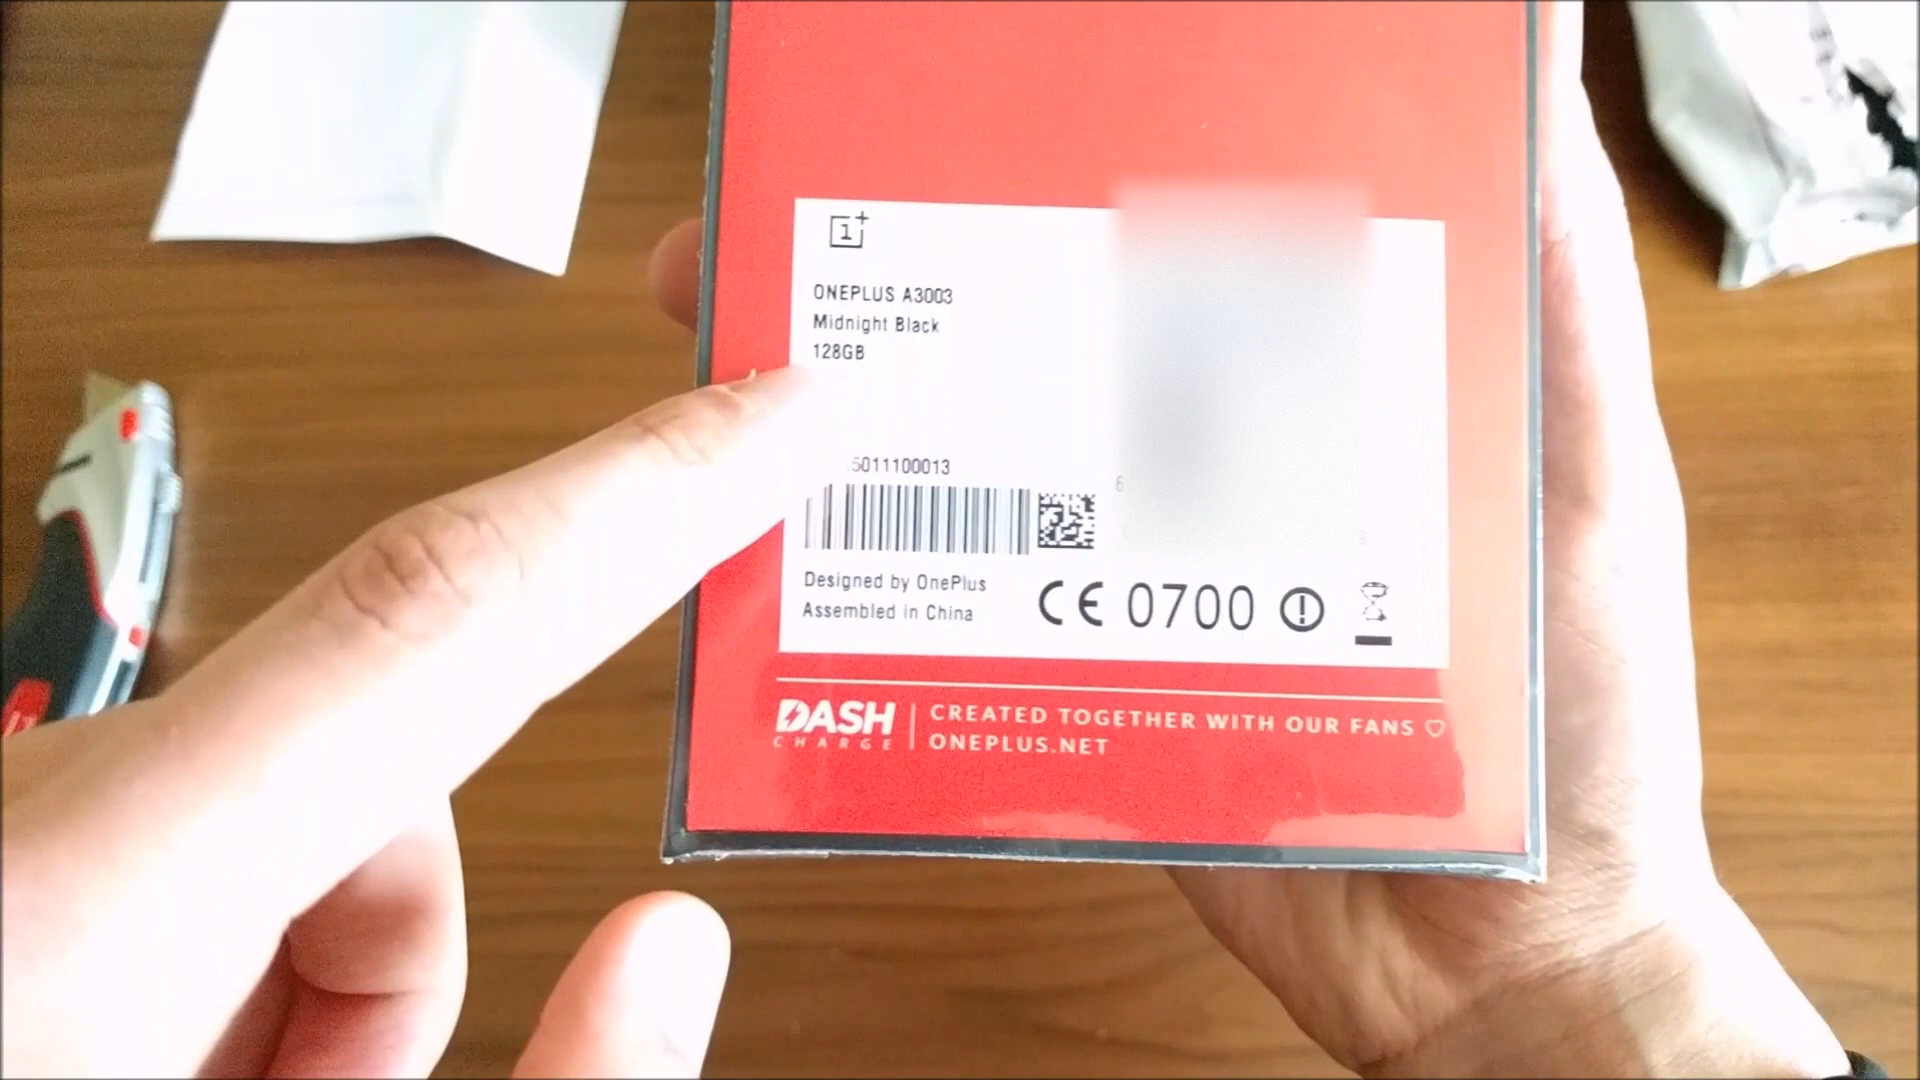 ONEPLUS A3003
Midnight Black
128GB
5011100013
Designed by OnePlus
Assembled in China
CE 0700
DASH
CHARGE
CREATED TOGETHER WITH OUR FANS ♡
ONEPLUS.NET